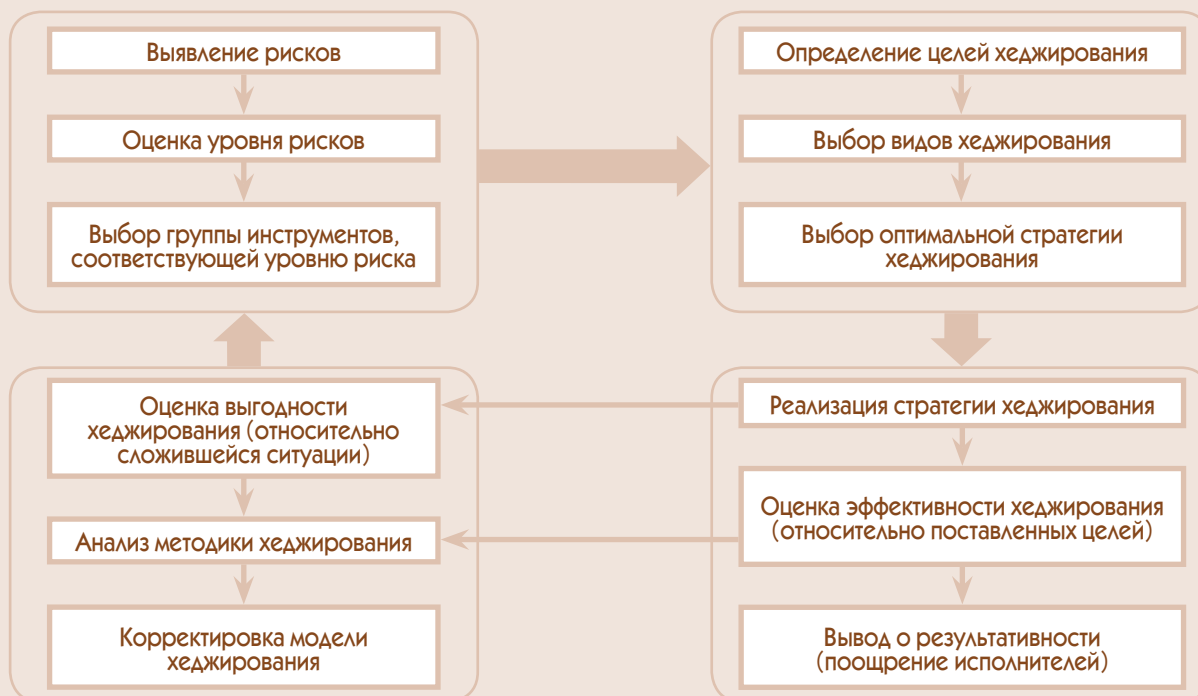 Выявление рисков
Оценка уровня рисков
Выбор группы инструментов,
соответствующей уровню риска
Определение целей хеджирования
Выбор видов хеджирования
Выбор оптимальной стратегии
хеджирования
Оценка выгодности
хеджирования (относительно
сложившейся ситуации)
Анализ методики хеджирования
Корректировка модели
хеджирования
Реализация стратегии хеджирования
Оценка эффективности хеджирования
(относительно поставленных целей)
Вывод о результативности
(поощрение исполнителей)